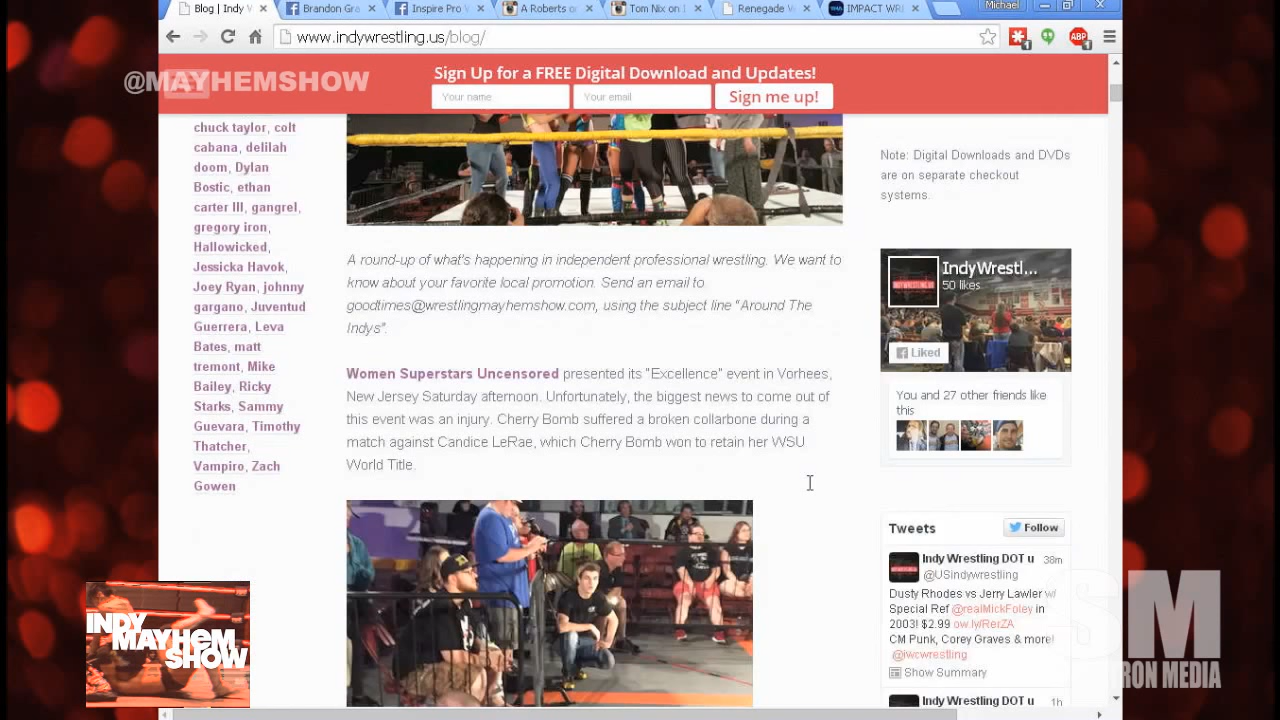 Blog | Indy W
Brandon Gra
Inspire Pro V
A Roberts o
Tom Nix on I
Renegade W
IMPACT WRE
Michael
www.indywrestling.us/blog/
@MAYHEMSHOW
Sign Up for a FREE Digital Download and Updates!
Your name
Your email
Sign me up!
chuck taylor, colt
cabana, delilah
doom, Dylan
Bostic, ethan
carter III, gangrel,
gregory iron,
Hallowicked,
Jessicka Havok,
Joey Ryan, johnny
gargano, Juventud
Guerrera, Leva
Bates, matt
tremont, Mike
Bailey, Ricky
Starks, Sammy
Guevara, Timothy
Thatcher,
Vampiro, Zach
Gowen
A round-up of what's happening in independent professional wrestling. We want to
know about your favorite local promotion. Send an email to
goodtimes@wrestlingmayhemshow.com, using the subject line "Around The
Indys".
Women Superstars Uncensored presented its "Excellence" event in Vorhees,
New Jersey Saturday afternoon. Unfortunately, the biggest news to come out of
this event was an injury. Cherry Bomb suffered a broken collarbone during a
match against Candice LeRae, which Cherry Bomb won to retain her WSU
World Title.
Note: Digital Downloads and DVDs
are on separate checkout
systems.
IndyWrestl...
50 likes
Liked
You and 27 other friends like
this
Tweets
Follow
Indy Wrestling DOT u 38m
@USIndywrestling
Dusty Rhodes vs Jerry Lawler w/
Special Ref @realMickFoley in
2003! $2.99 ow.ly/RerZA
CM Punk, Corey Graves & more!
@iwcwrestling
Show Summary
Indy Wrestling DOT u 1h
INDY
MAYHEM
SHOW
SM
TRON MEDIA